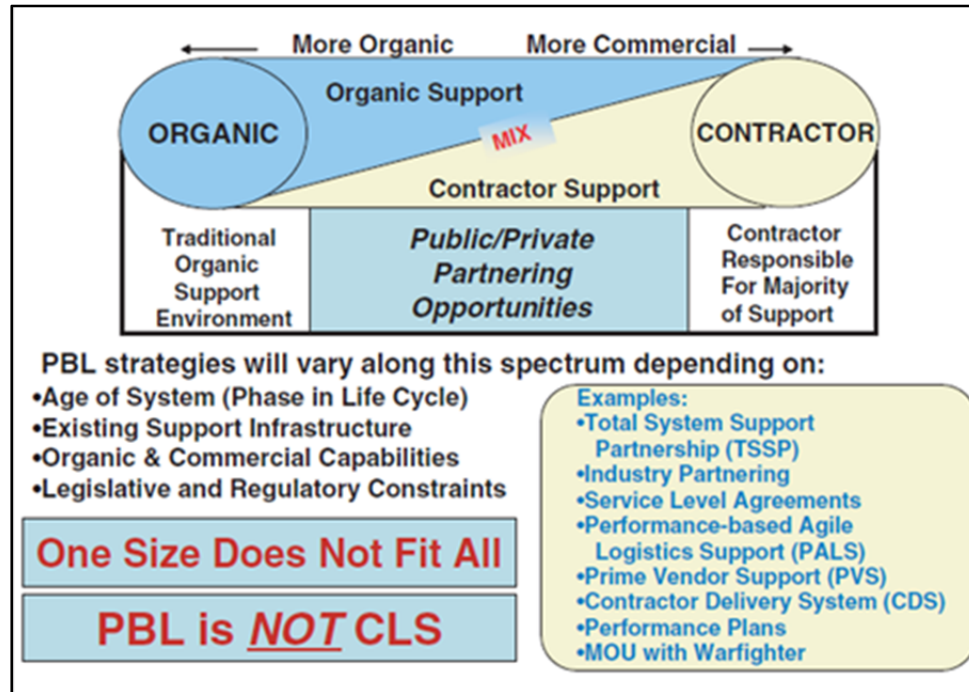 More Organic
More Commercial
Organic Support
ORGANIC
MIX
CONTRACTOR
Contractor Support
Traditional
Organic
Support
Environment
Public/Private
Partnering
Opportunities
Contractor
Responsible
For Majority
of Support
PBL strategies will vary along this spectrum depending on:
•Age of System (Phase in Life Cycle)
•Existing Support Infrastructure
•Organic & Commercial Capabilities
•Legislative and Regulatory Constraints
One Size Does Not Fit All
PBL is NOT CLS
Examples:
•Total System Support
Partnership (TSSP)
•Industry Partnering
•Service Level Agreements
•Performance-based Agile
Logistics Support (PALS)
•Prime Vendor Support (PVS)
•Contractor Delivery System (CDS)
•Performance Plans
•MOU with Warfighter